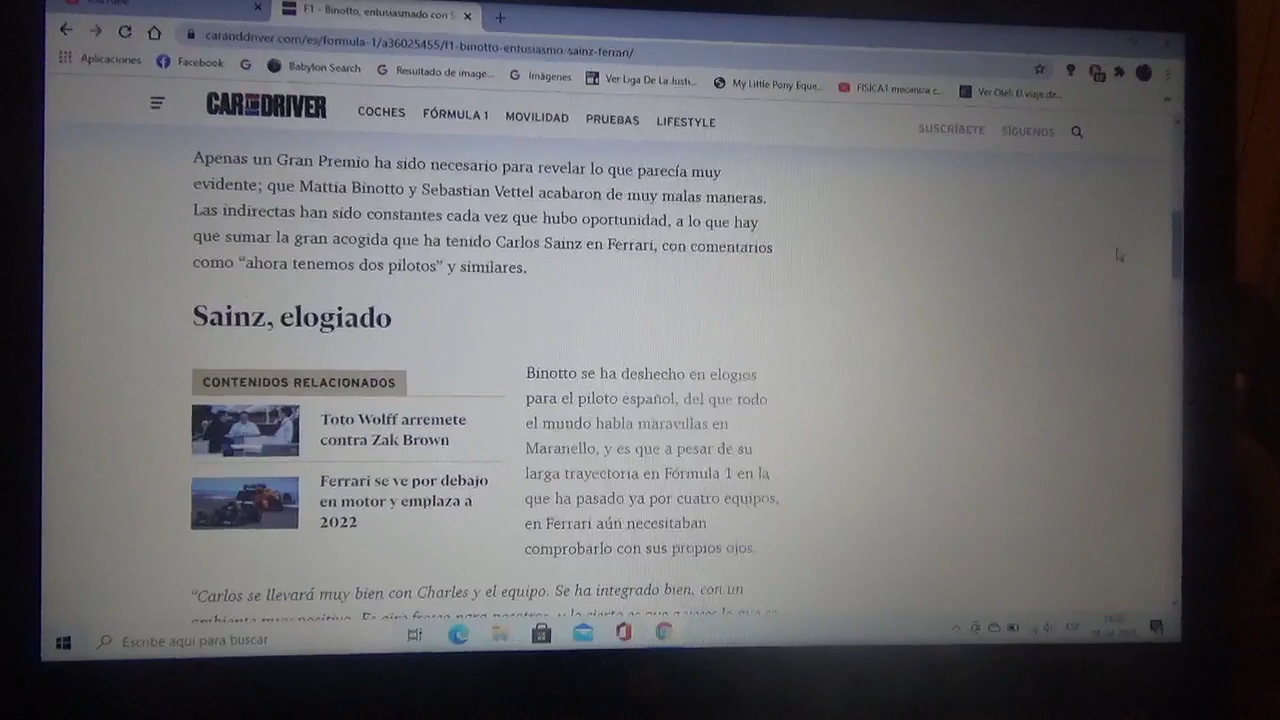 YouTube
F1 - Binotto, entusiasmado con S
caranddriver.com/es/formula-1/a36025455/f1-binotto-entusiasmo-sainz-ferrari/
Aplicaciones Facebook Babylon Search Resultado de image... Imágenes Ver Liga De La Justi... My Little Pony Eque... FISICA1 mecanica c... Ver Oteli: El viaje de...
CAR AND DRIVER COCHES FÓRMULA 1 MOVILIDAD PRUEBAS LIFESTYLE SUSCRÍBETE SÍGUENOS
Apenas un Gran Premio ha sido necesario para revelar lo que parecía muy
evidente; que Mattia Binotto y Sebastian Vettel acabaron de muy malas maneras.
Las indirectas han sido constantes cada vez que hubo oportunidad, a lo que hay
que sumar la gran acogida que ha tenido Carlos Sainz en Ferrari, con comentarios
como “ahora tenemos dos pilotos” y similares.
Sainz, elogiado
CONTENIDOS RELACIONADOS
Toto Wolff arremete
contra Zak Brown
Ferrari se ve por debajo
en motor y emplaza a
2022
Binotto se ha deshecho en elogios
para el piloto español, del que todo
el mundo habla maravillas en
Maranello, y es que a pesar de su
larga trayectoria en Fórmula 1 en la
que ha pasado ya por cuatro equipos,
en Ferrari aún necesitaban
comprobarlo con sus propios ojos.
“Carlos se llevará muy bien con Charles y el equipo. Se ha integrado bien, con un
Escribe aquí para buscar
ESP